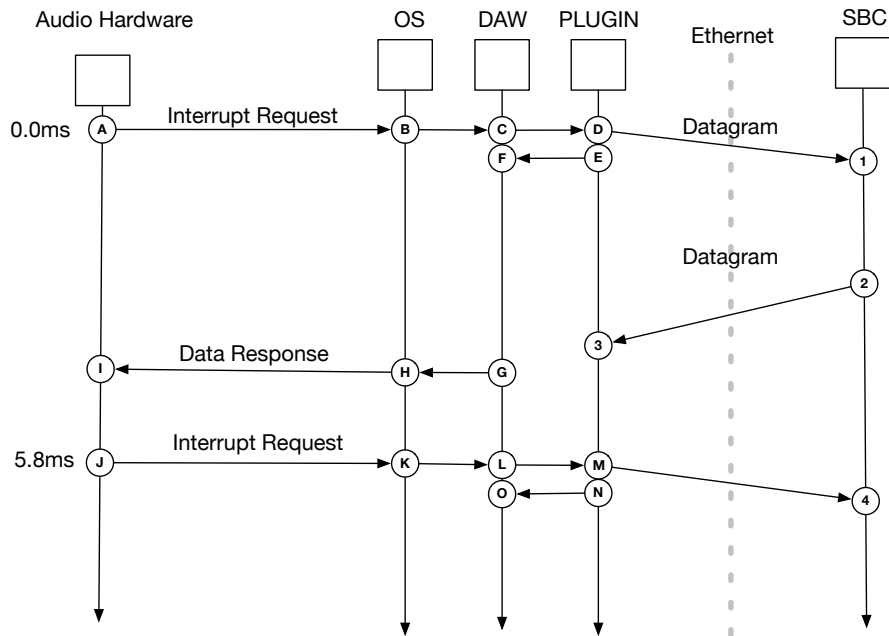 Audio Hardware
OS
DAW
PLUGIN
Ethernet
SBC
0.0ms
A
Interrupt Request
B
C
D
Datagram
F
E
1
Datagram
2
3
I
Data Response
H
G
5.8ms
J
Interrupt Request
K
L
M
O
N
4